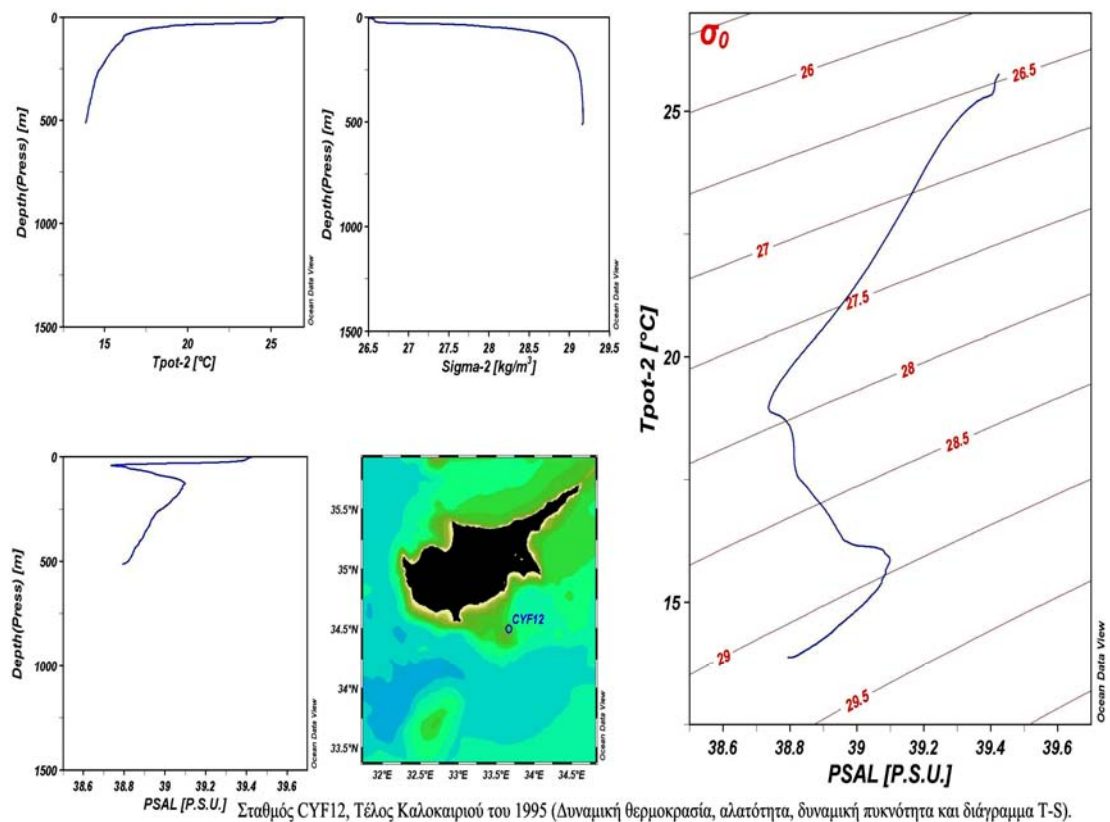 0
500
1000
1500
Depth(Press) [m]
15
20
25
Tpot-2 [°C]
Ocean Data View
0
500
1000
1500
Depth(Press) [m]
26.5
27
27.5
28
28.5
29
29.5
Sigma-2 [kg/m³]
Ocean Data View
σ₀
26
26.5
27
27.5
28
28.5
29
29.5
25
20
15
Tpot-2 [°C]
38.6
38.8
39
39.2
39.4
39.6
PSAL [P.S.U.]
Ocean Data View
0
500
1000
1500
Depth(Press) [m]
38.6
38.8
39
39.2
39.4
39.6
PSAL [P.S.U.]
Ocean Data View
35.5°N
35°N
34.5°N
34°N
33.5°N
CYF12
32°E
32.5°E
33°E
33.5°E
34°E
34.5°E
Ocean Data View
Σταθμός CYF12, Τέλος Καλοκαιριού του 1995 (Δυναμική θερμοκρασία, αλατότητα, δυναμική πυκνότητα και διάγραμμα T-S).